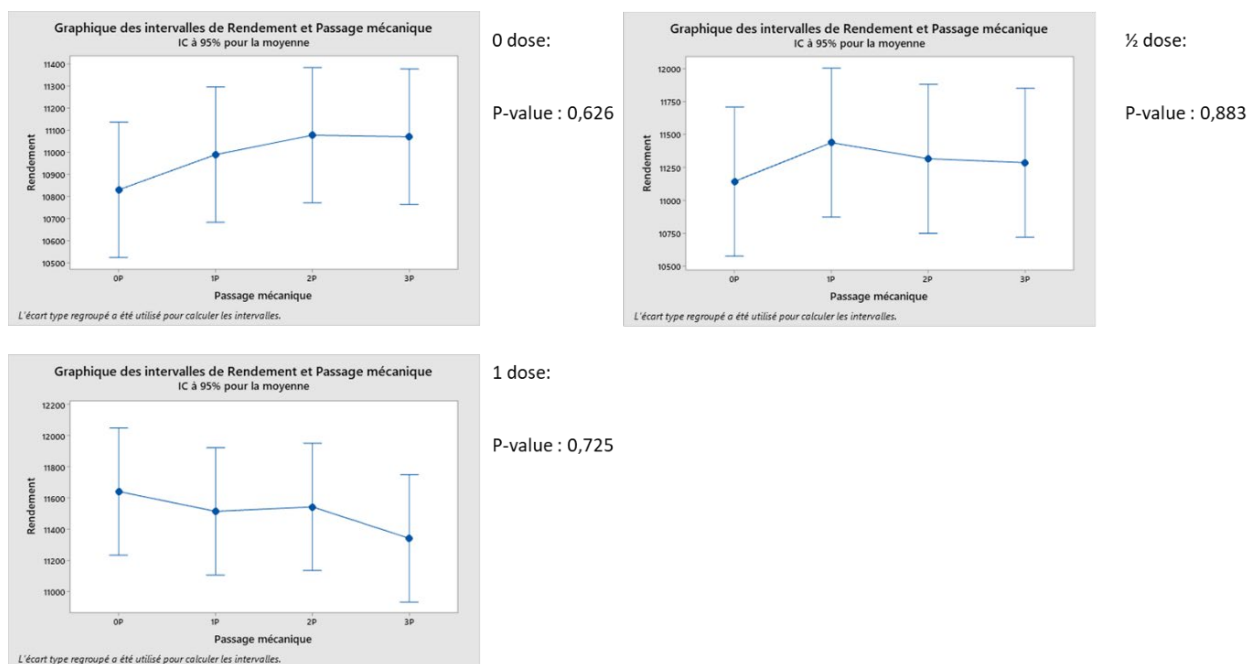 Graphique des intervalles de Rendement et Passage mécanique
IC à 95% pour la moyenne
11400
11300
11200
11100
11000
10900
10800
10700
10600
10500
Rendement
0P 1P 2P 3P
Passage mécanique
L'écart type regroupé a été utilisé pour calculer les intervalles.
0 dose:
P-value : 0,626
Graphique des intervalles de Rendement et Passage mécanique
IC à 95% pour la moyenne
12000
11750
11500
11250
11000
10750
10500
Rendement
0P 1P 2P 3P
Passage mécanique
L'écart type regroupé a été utilisé pour calculer les intervalles.
½ dose:
P-value : 0,883
Graphique des intervalles de Rendement et Passage mécanique
IC à 95% pour la moyenne
12200
12000
11800
11600
11400
11200
11000
Rendement
0P 1P 2P 3P
Passage mécanique
L'écart type regroupé a été utilisé pour calculer les intervalles.
1 dose:
P-value : 0,725